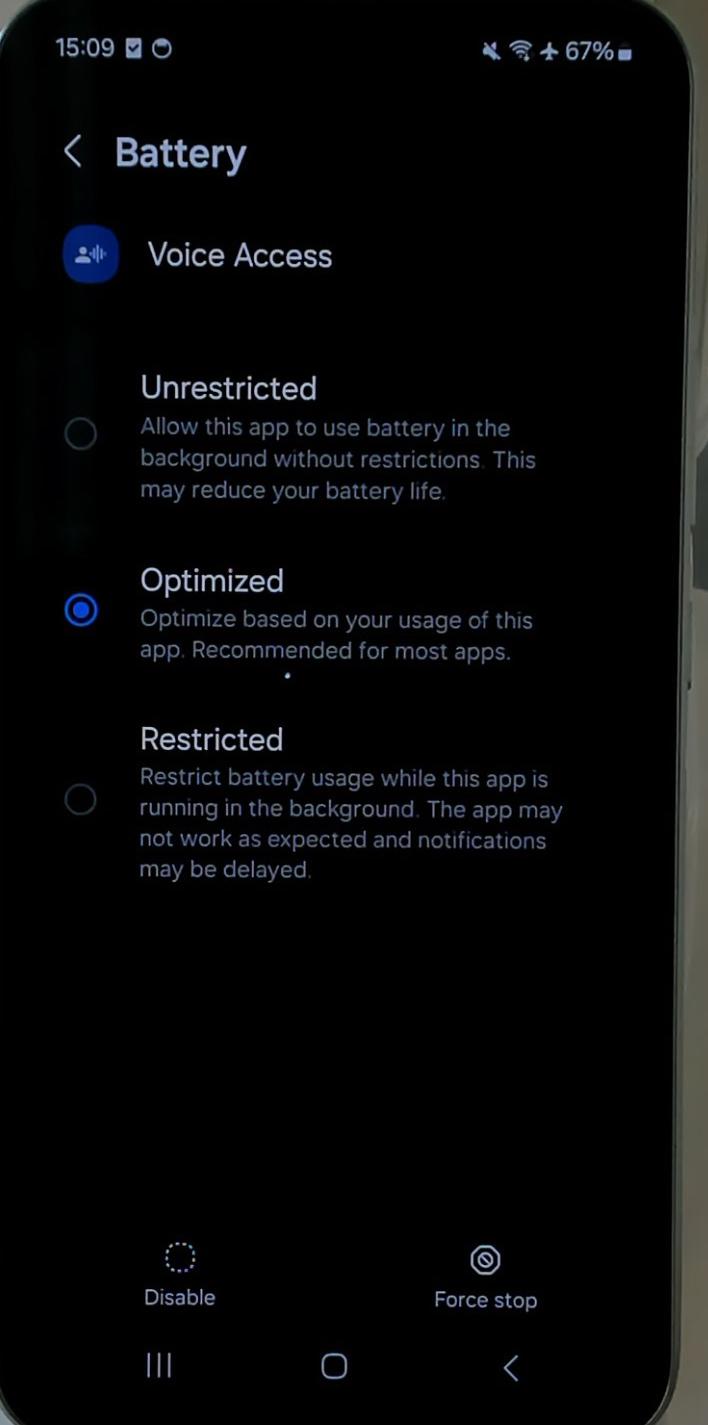 15:09
67%
Battery
Voice Access
Unrestricted
Allow this app to use battery in the
background without restrictions. This
may reduce your battery life.
Optimized
Optimize based on your usage of this
app. Recommended for most apps.
Restricted
Restrict battery usage while this app is
running in the background. The app may
not work as expected and notifications
may be delayed.
Disable
Force stop